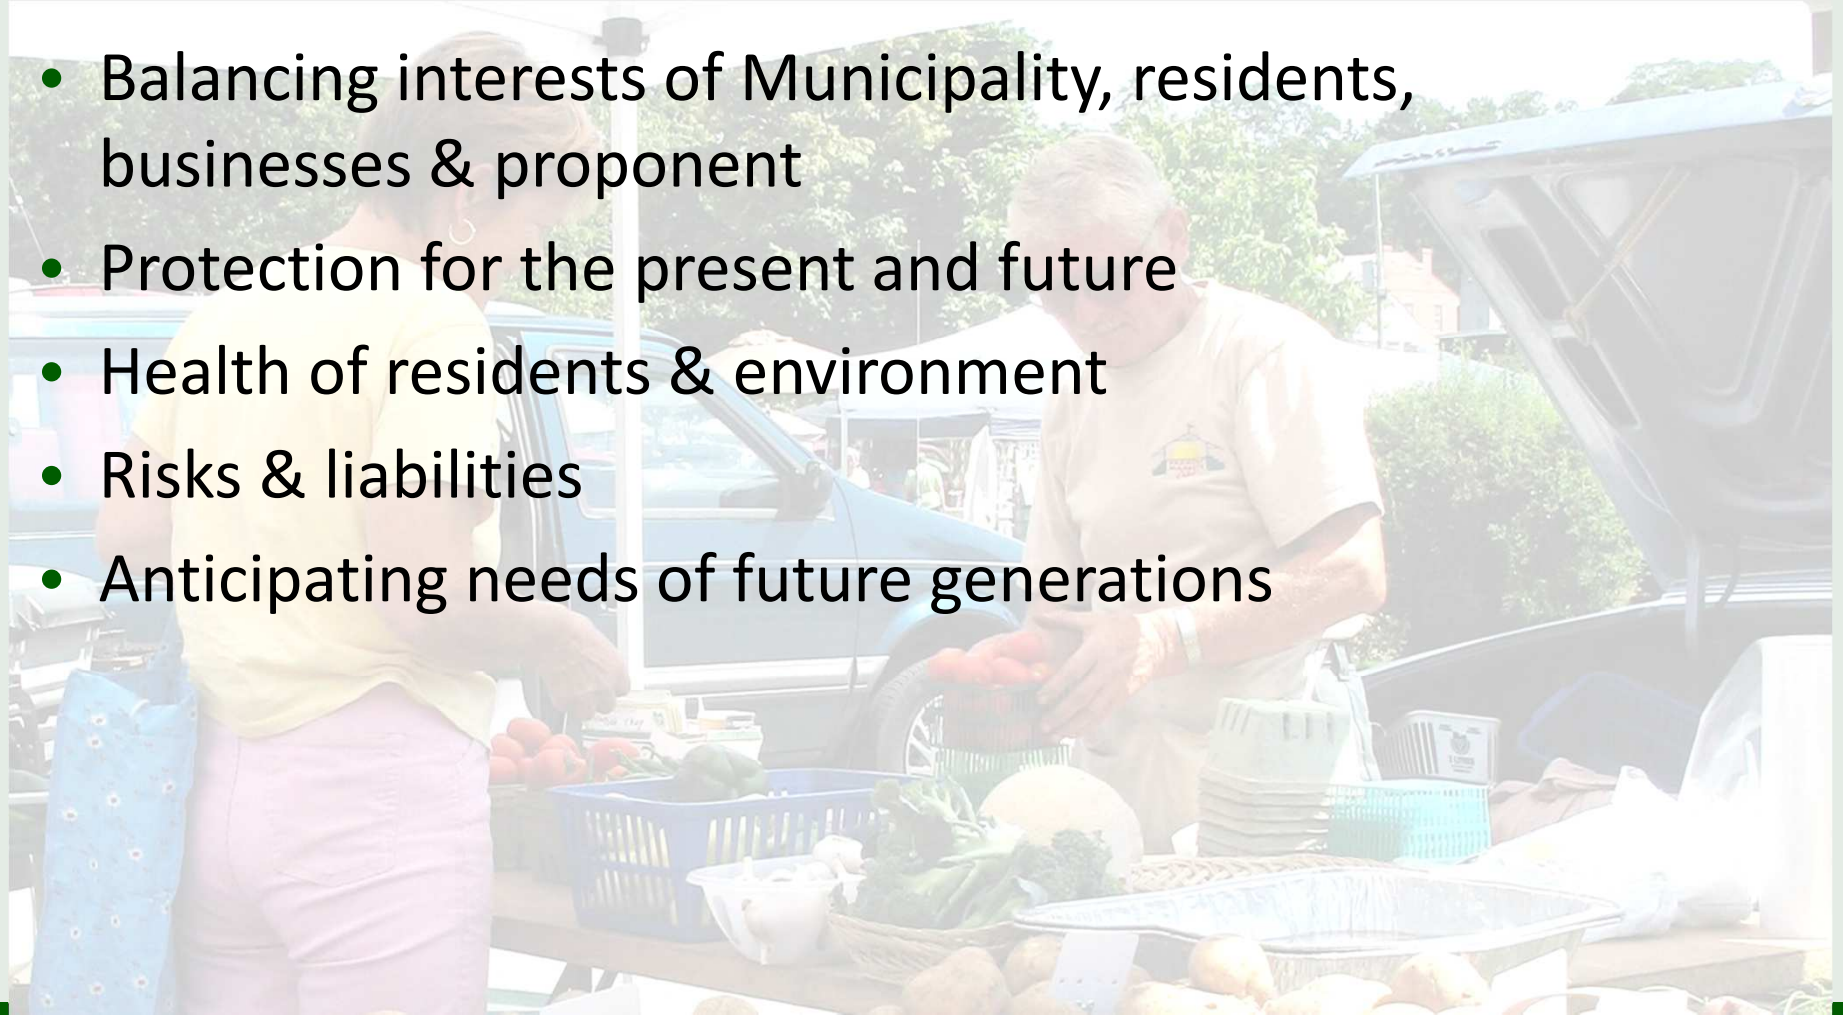 • Balancing interests of Municipality, residents,
businesses & proponent
• Protection for the present and future
• Health of residents & environment
• Risks & liabilities
• Anticipating needs of future generations